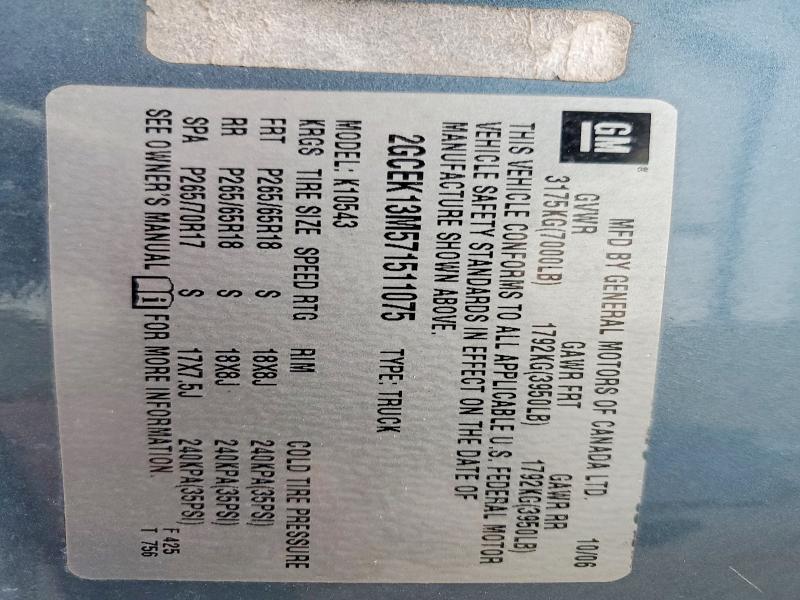 GM ®
MFD BY GENERAL MOTORS OF CANADA LTD. 10/06
GVWR GAWR FRT GAWR RR
3175KG(7000LB) 1792KG(3950LB) 1792KG(3950LB)
THIS VEHICLE CONFORMS TO ALL APPLICABLE U.S. FEDERAL MOTOR
VEHICLE SAFETY STANDARDS IN EFFECT ON THE DATE OF
MANUFACTURE SHOWN ABOVE.
2GCEK13M571511075 TYPE: TRUCK
MODEL: K10543
KRGS TIRE SIZE SPEED RTG RIM COLD TIRE PRESSURE
FRT P265/65R18 S 18X8J 240KPA(35PSI)
RR P265/65R18 S 18X8J 240KPA(35PSI)
SPA P265/70R17 S 17X7.5J 240KPA(35PSI)
SEE OWNER'S MANUAL FOR MORE INFORMATION.
F 425
T 756